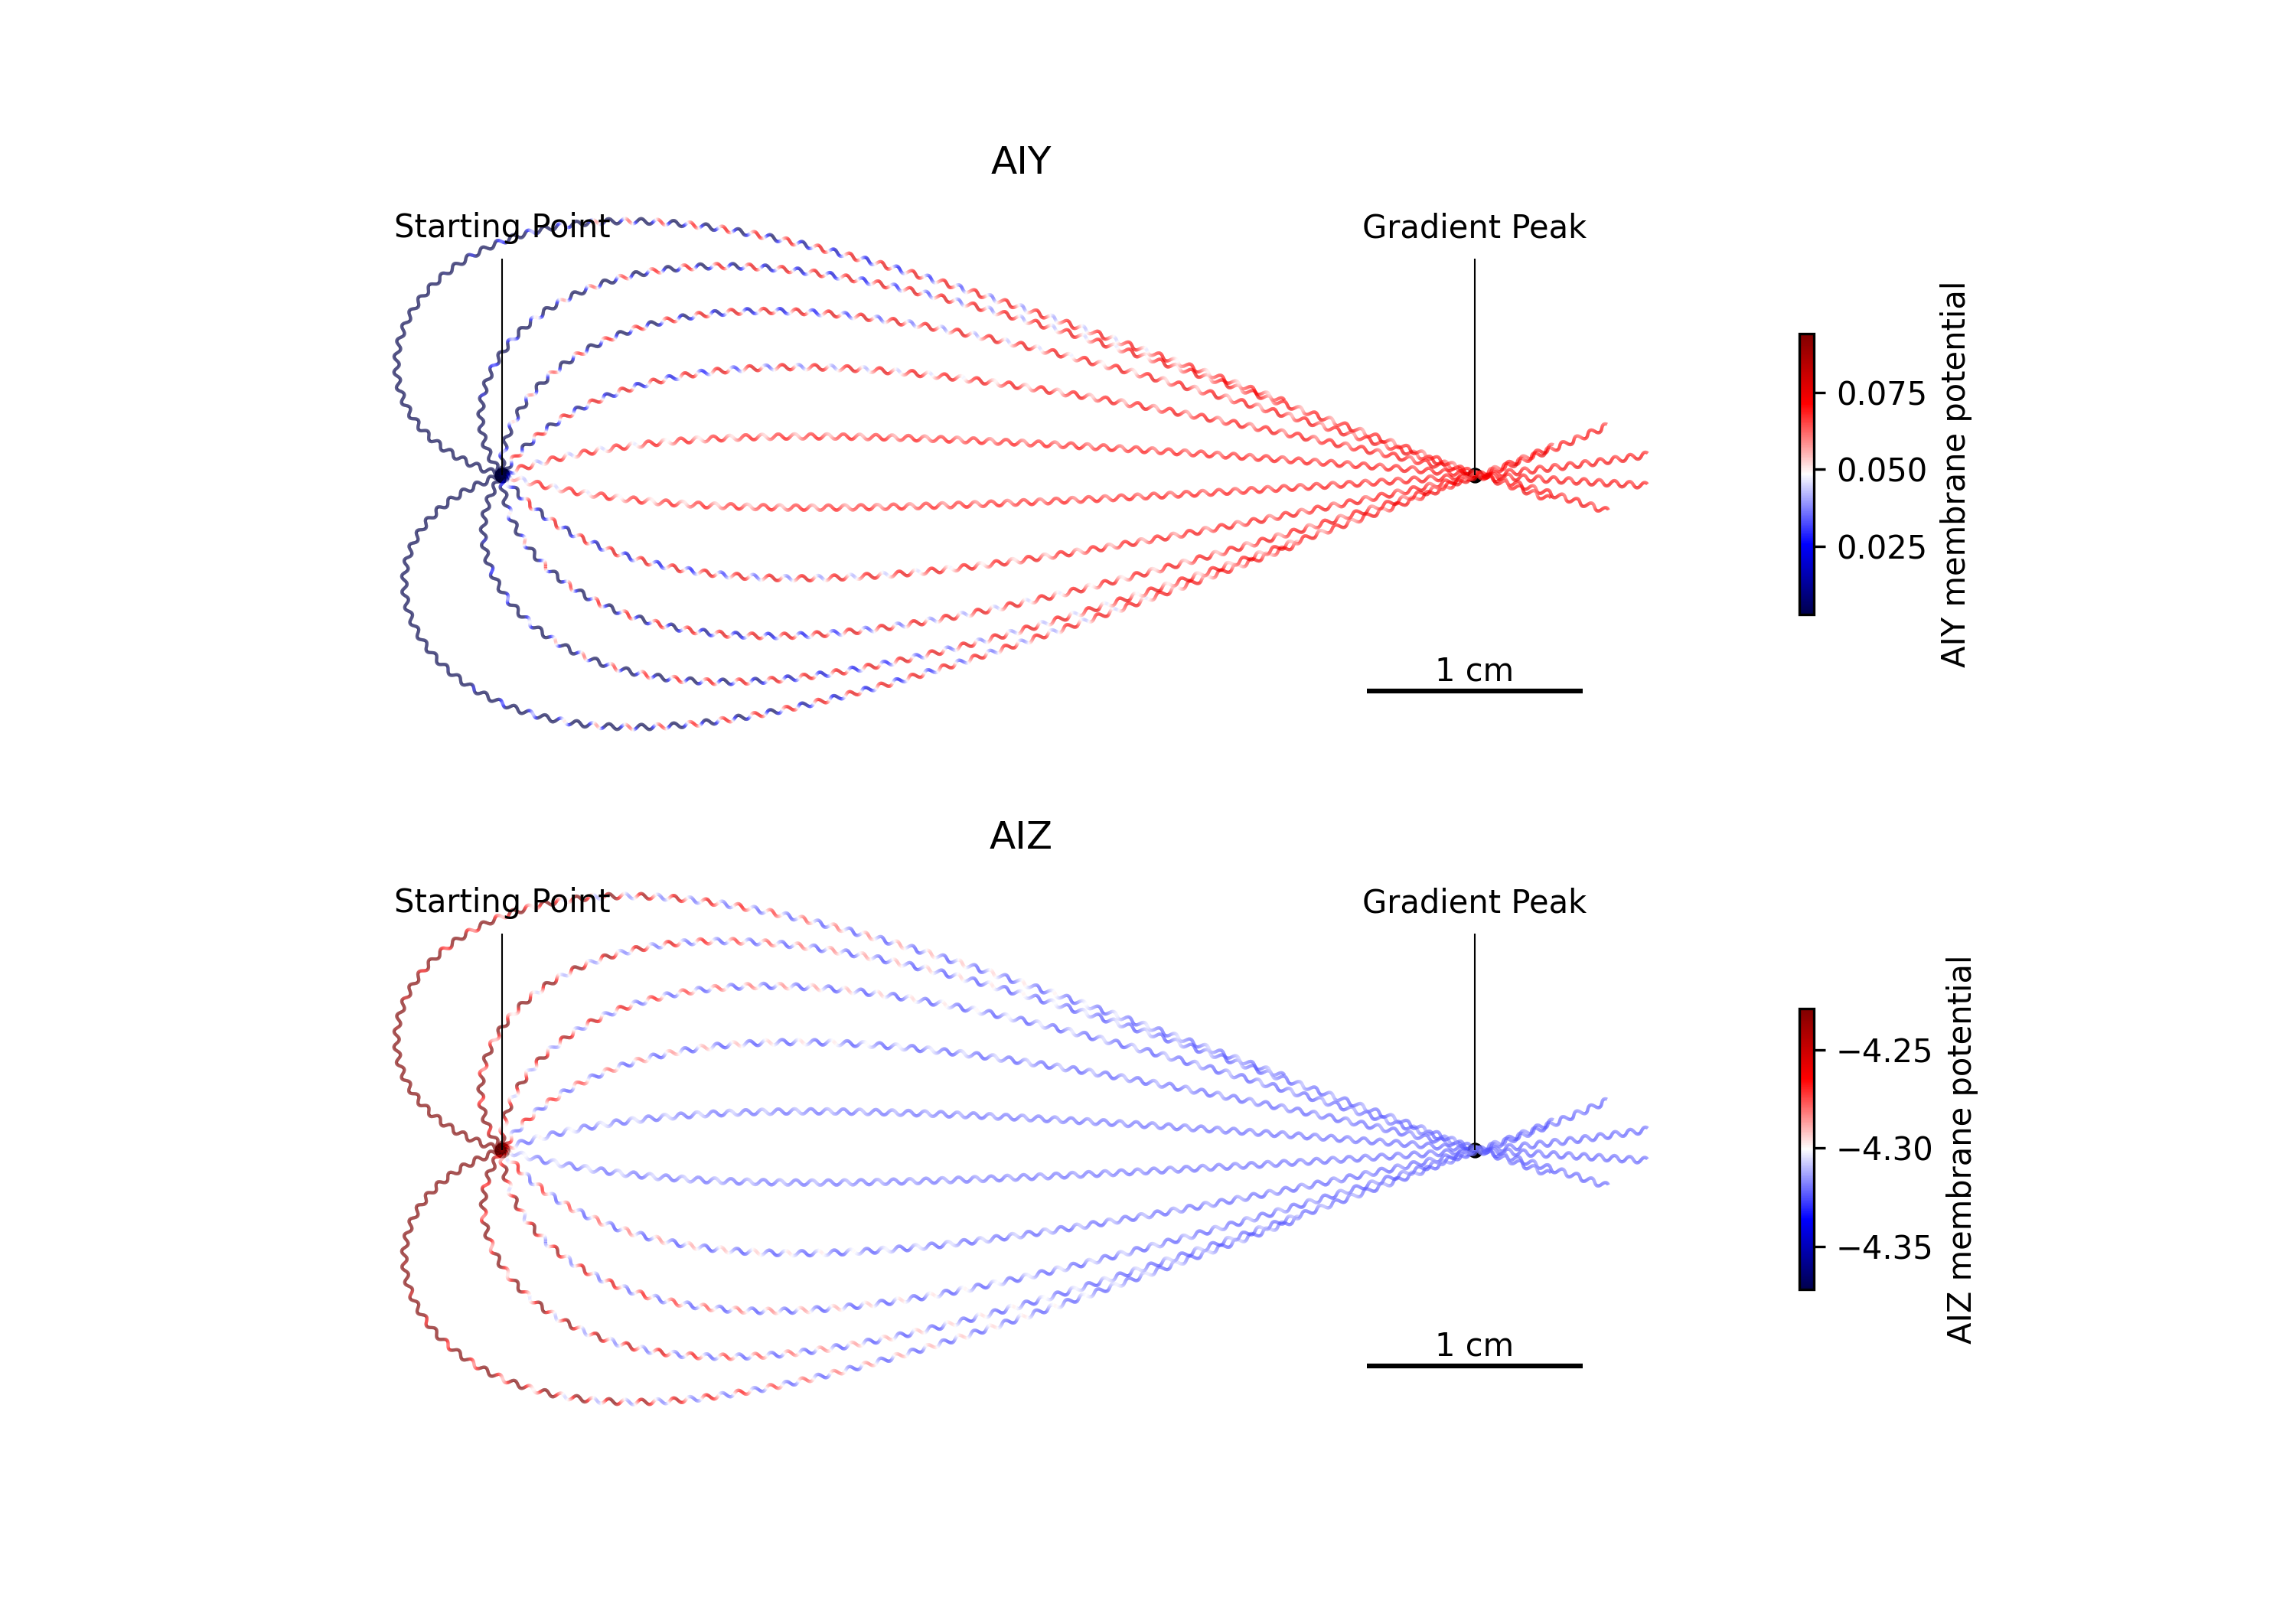 AIY
Starting Point
Gradient Peak
0.075
0.050
0.025
AIY membrane potential
1 cm
AIZ
Starting Point
Gradient Peak
−4.25
−4.30
−4.35
AIZ membrane potential
1 cm